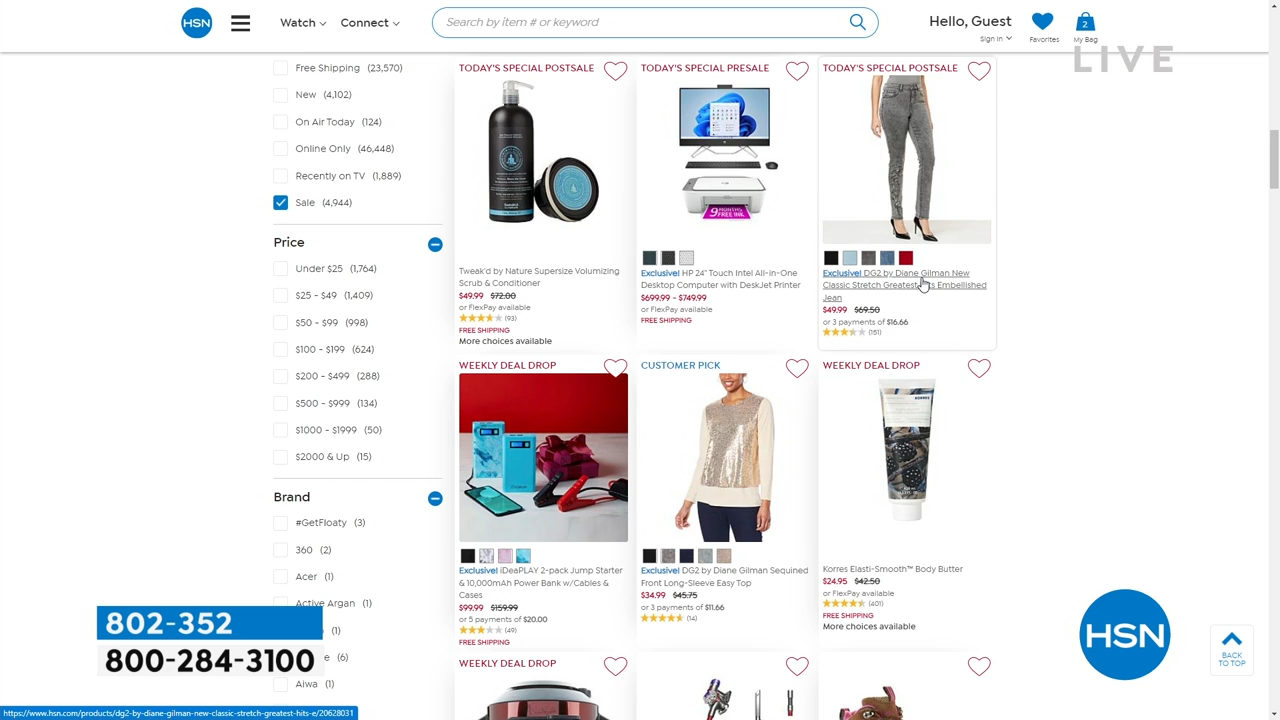 HSN
Watch
Connect
Search by item # or keyword
Hello, Guest
Sign In
Favorites
2
My Bag
LIVE
Free Shipping (23,570)
New (4,102)
On Air Today (124)
Online Only (46,448)
Recently on TV (1,889)
Sale (4,944)
Price
Under $25 (1,764)
$25 - $49 (1,409)
$50 - $99 (998)
$100 - $199 (624)
$200 - $499 (288)
$500 - $999 (134)
$1000 - $1999 (50)
$2000 & Up (15)
Brand
#GetFloaty (3)
360 (2)
Acer (1)
Active Argan (1)
(1)
(6)
Aiwa (1)
TODAY'S SPECIAL POSTSALE
Tweak'd by Nature Supersize Volumizing
Scrub & Conditioner
$49.99 $72.00
or FlexPay available
(93)
FREE SHIPPING
More choices available
TODAY'S SPECIAL PRESALE
9 MONTHS
FREE INK
Exclusive! HP 24" Touch Intel All-in-One
Desktop Computer with DeskJet Printer
$699.99 - $749.99
or FlexPay available
FREE SHIPPING
TODAY'S SPECIAL POSTSALE
Exclusive! DG2 by Diane Gilman New
Classic Stretch Greatest Hits Embellished
Jean
$49.99 $69.50
or 3 payments of $16.66
(151)
WEEKLY DEAL DROP
Exclusive! iDeaPLAY 2-pack Jump Starter
& 10,000mAh Power Bank w/Cables &
Cases
$99.99 $159.99
or 5 payments of $20.00
(49)
FREE SHIPPING
CUSTOMER PICK
Exclusive! DG2 by Diane Gilman Sequined
Front Long-Sleeve Easy Top
$34.99 $45.75
or 3 payments of $11.66
(14)
WEEKLY DEAL DROP
KORRES
Korres Elasti-Smooth™ Body Butter
$24.95 $42.50
or FlexPay available
(401)
FREE SHIPPING
More choices available
WEEKLY DEAL DROP
802-352
800-284-3100
HSN
BACK
TO TOP
https://www.hsn.com/products/dg2-by-diane-gilman-new-classic-stretch-greatest-hits-e/20628031